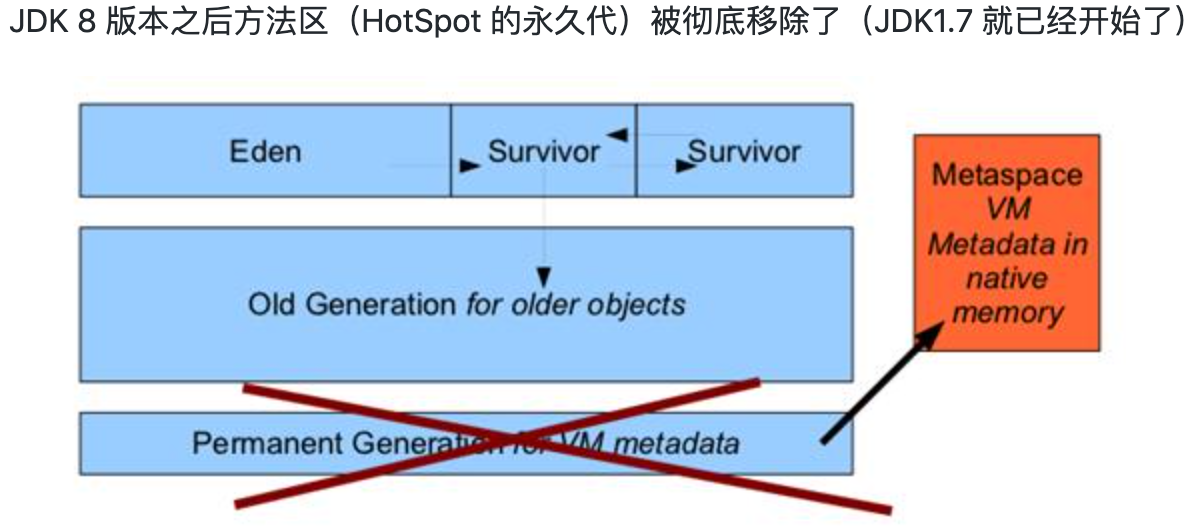 JDK 8 版本之后方法区（HotSpot 的永久代）被彻底移除了（JDK1.7 就已经开始了）
Eden
Survivor
Survivor
Metaspace
VM
Metadata in
native
memory
Old Generation for older objects
Permanent Generation for VM metadata